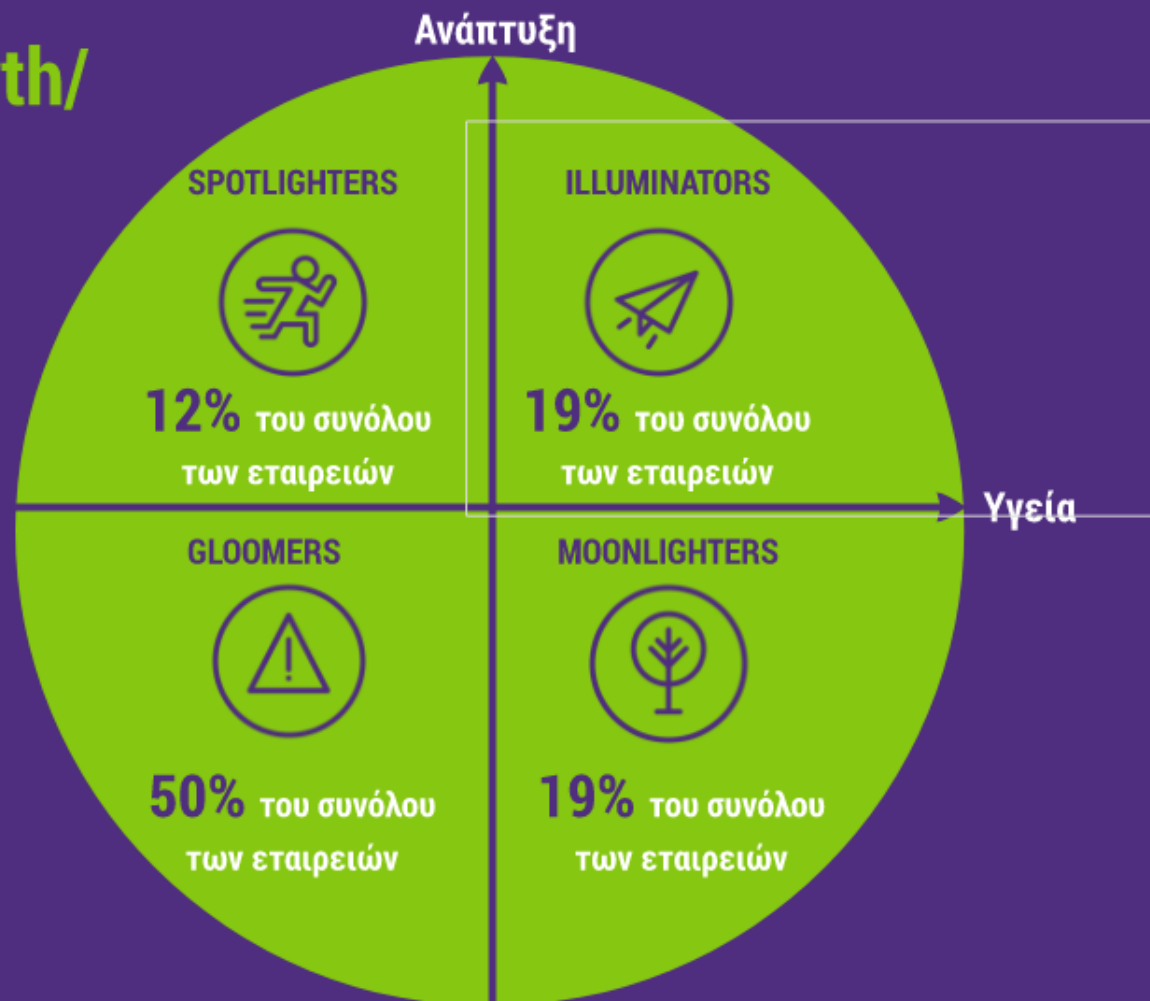 Ανάπτυξη
th/
SPOTLIGHTERS
12% του συνόλου
των εταιρειών
ILLUMINATORS
19% του συνόλου
των εταιρειών
Υγεία
GLOOMERS
50% του συνόλου
των εταιρειών
MOONLIGHTERS
19% του συνόλου
των εταιρειών